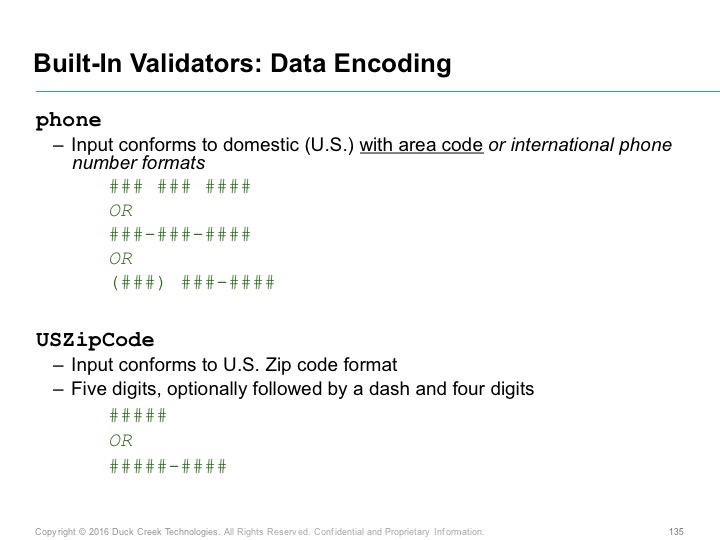 Built-In Validators: Data Encoding
phone
– Input conforms to domestic (U.S.) with area code or international phone
number formats
### ### ####
OR
###-###-####
OR
(###) ###-####
USZipCode
– Input conforms to U.S. Zip code format
– Five digits, optionally followed by a dash and four digits
#####
OR
#####-####
Copyright © 2016 Duck Creek Technologies. All Rights Reserved. Confidential and Proprietary Information.
135